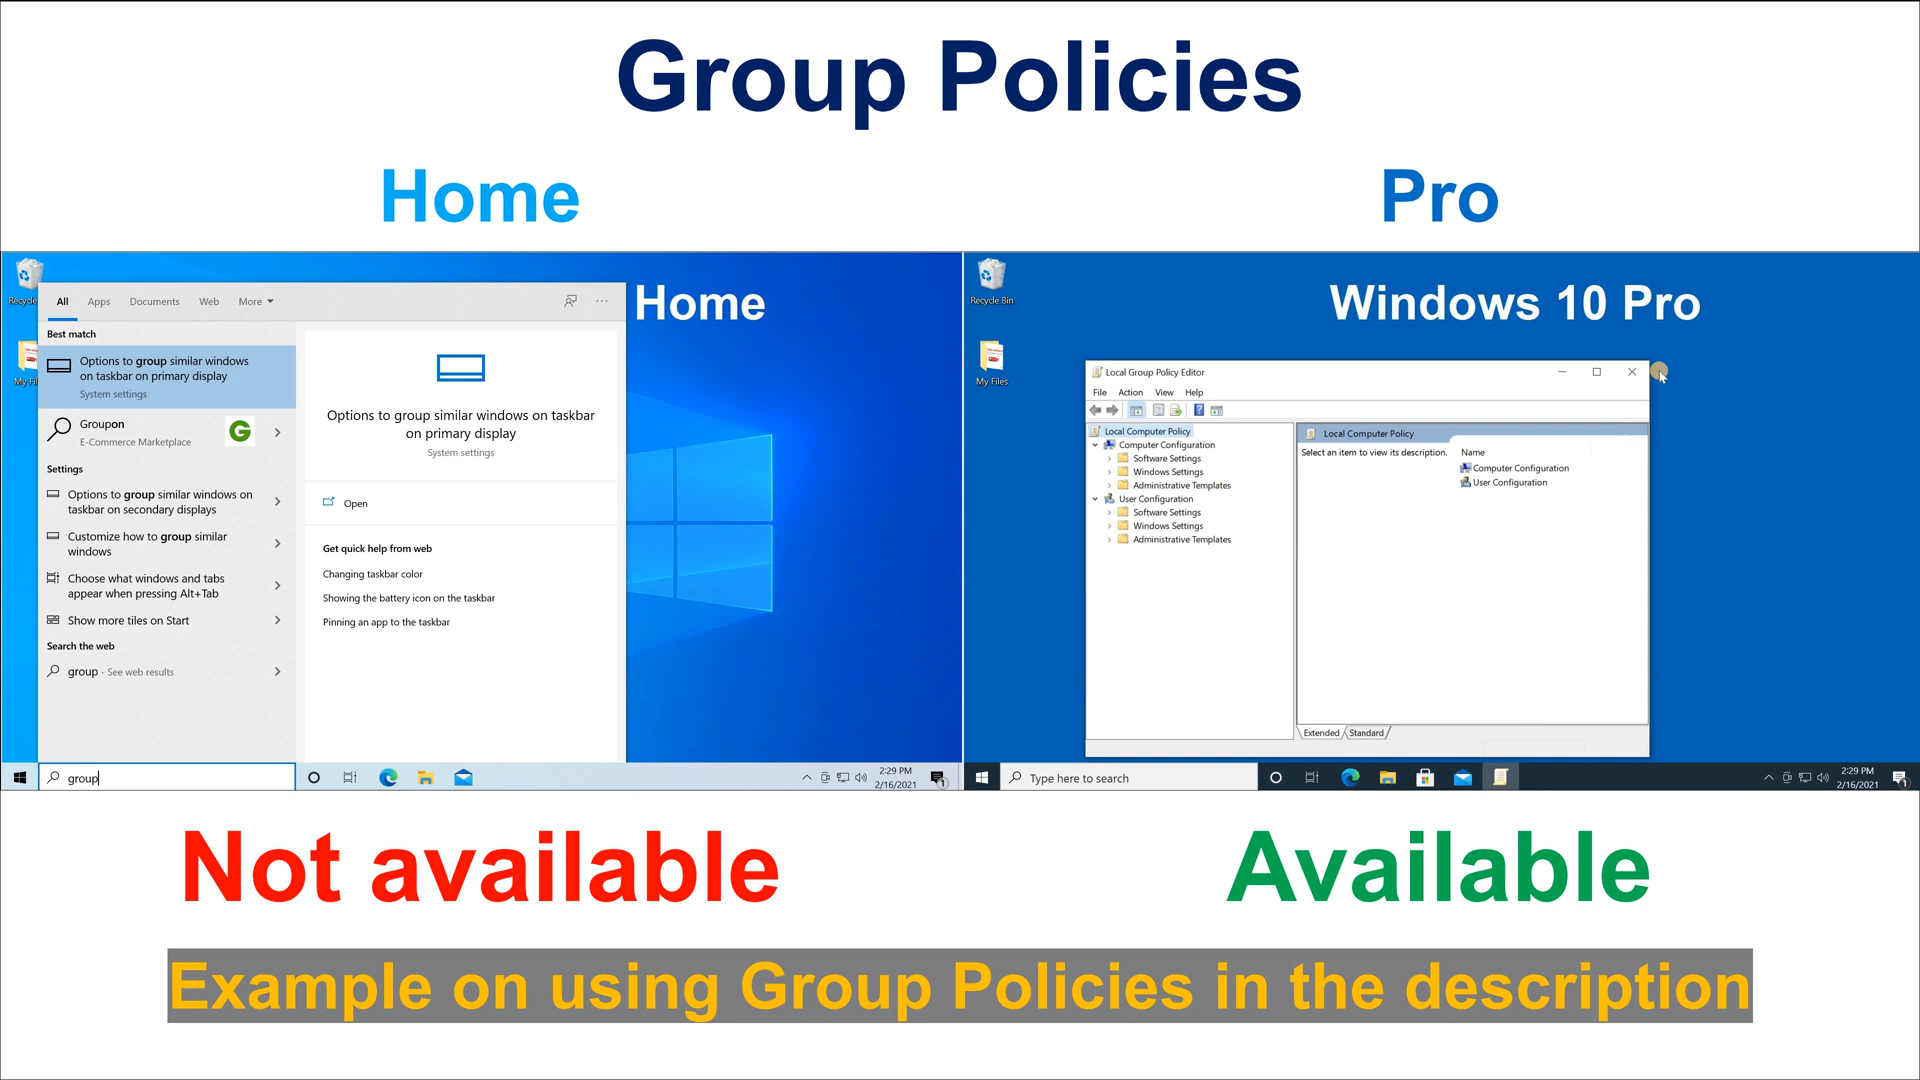 Group Policies
Home
Pro
Recycle
My Fil
All
Apps
Documents
Web
More
Home
Best match
Options to group similar windows
on taskbar on primary display
System settings
Groupon
E-Commerce Marketplace
Settings
Options to group similar windows on
taskbar on secondary displays
Customize how to group similar
windows
Choose what windows and tabs
appear when pressing Alt+Tab
Show more tiles on Start
Search the web
group - See web results
Options to group similar windows on taskbar
on primary display
System settings
Open
Get quick help from web
Changing taskbar color
Showing the battery icon on the taskbar
Pinning an app to the taskbar
group
2:29 PM
2/16/2021
1
Recycle Bin
My Files
Windows 10 Pro
Local Group Policy Editor
File Action View Help
Local Computer Policy
Computer Configuration
Software Settings
Windows Settings
Administrative Templates
User Configuration
Software Settings
Windows Settings
Administrative Templates
Local Computer Policy
Select an item to view its description.
Name
Computer Configuration
User Configuration
Extended Standard
Type here to search
2:29 PM
2/16/2021
1
Not available
Available
Example on using Group Policies in the description